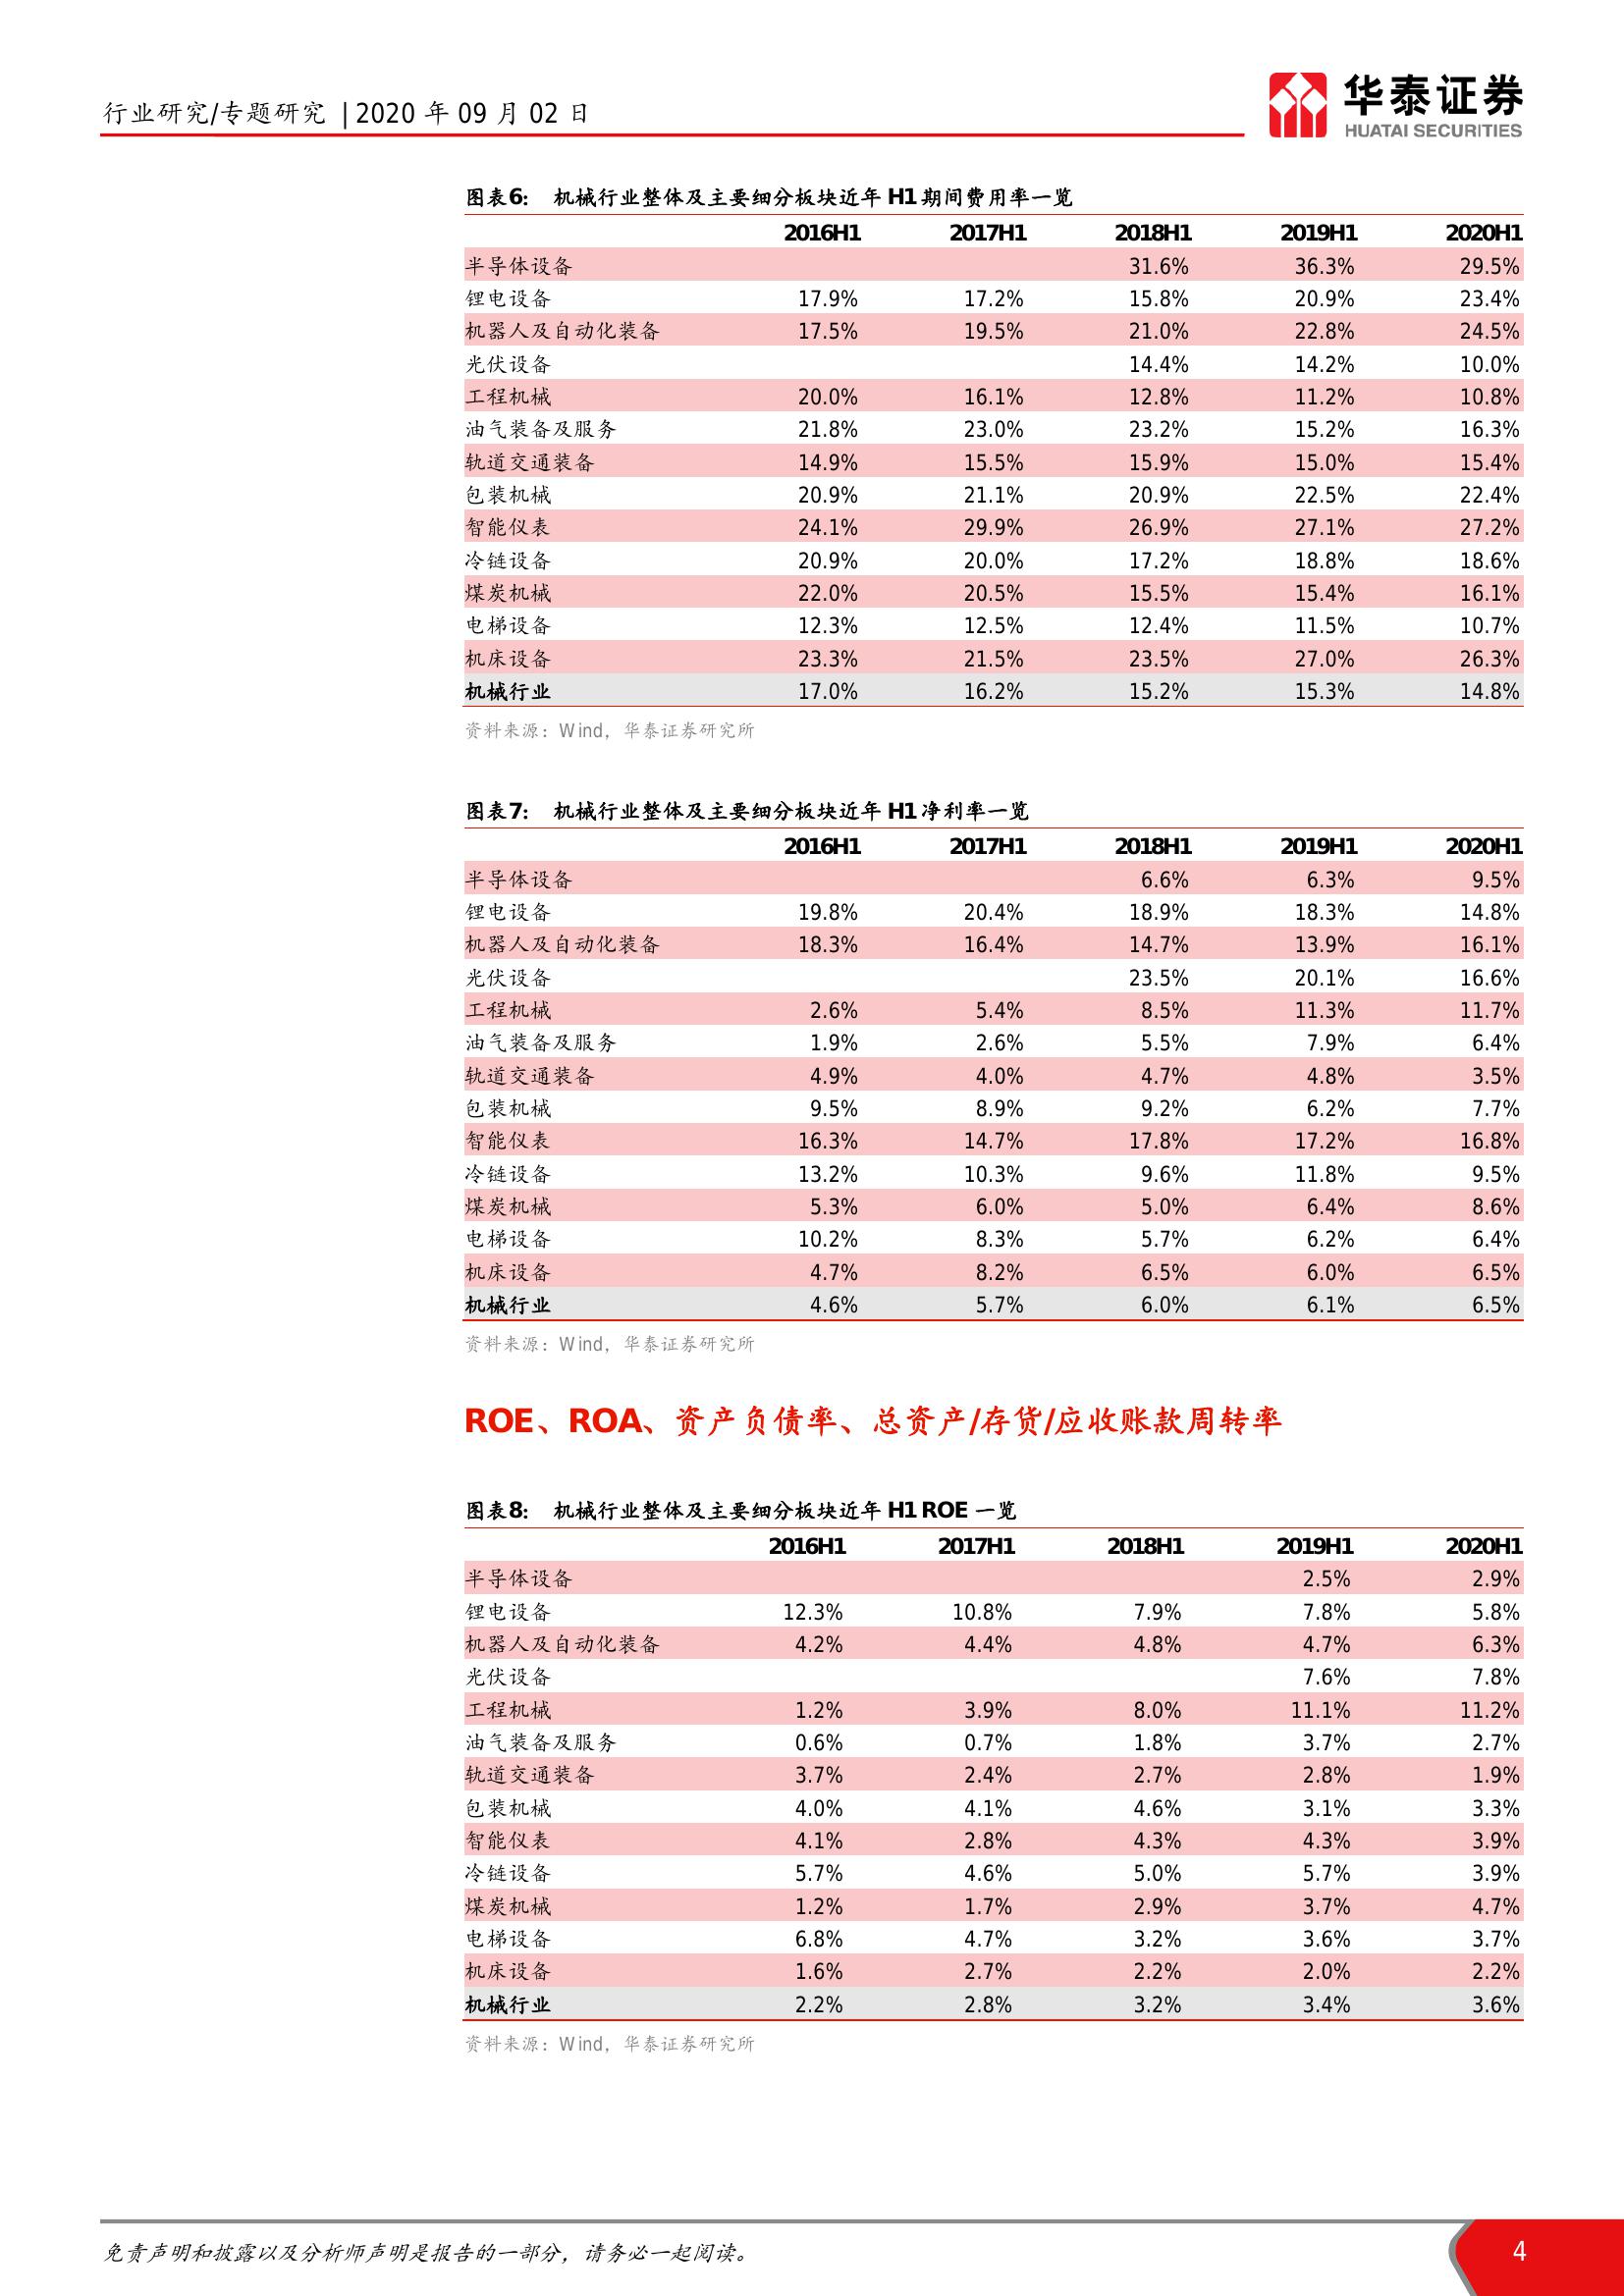 行业研究/专题研究 | 2020 年 09 月 02 日
华泰证券
HUATAI SECURITIES
图表6: 机械行业整体及主要细分板块近年 H1 期间费用率一览
2016H1 2017H1 2018H1 2019H1 2020H1
半导体设备 31.6% 36.3% 29.5%
锂电设备 17.9% 17.2% 15.8% 20.9% 23.4%
机器人及自动化装备 17.5% 19.5% 21.0% 22.8% 24.5%
光伏设备 14.4% 14.2% 10.0%
工程机械 20.0% 16.1% 12.8% 11.2% 10.8%
油气装备及服务 21.8% 23.0% 23.2% 15.2% 16.3%
轨道交通装备 14.9% 15.5% 15.9% 15.0% 15.4%
包装机械 20.9% 21.1% 20.9% 22.5% 22.4%
智能仪表 24.1% 29.9% 26.9% 27.1% 27.2%
冷链设备 20.9% 20.0% 17.2% 18.8% 18.6%
煤炭机械 22.0% 20.5% 15.5% 15.4% 16.1%
电梯设备 12.3% 12.5% 12.4% 11.5% 10.7%
机床设备 23.3% 21.5% 23.5% 27.0% 26.3%
机械行业 17.0% 16.2% 15.2% 15.3% 14.8%
资料来源：Wind，华泰证券研究所
图表7: 机械行业整体及主要细分板块近年 H1 净利率一览
2016H1 2017H1 2018H1 2019H1 2020H1
半导体设备 6.6% 6.3% 9.5%
锂电设备 19.8% 20.4% 18.9% 18.3% 14.8%
机器人及自动化装备 18.3% 16.4% 14.7% 13.9% 16.1%
光伏设备 23.5% 20.1% 16.6%
工程机械 2.6% 5.4% 8.5% 11.3% 11.7%
油气装备及服务 1.9% 2.6% 5.5% 7.9% 6.4%
轨道交通装备 4.9% 4.0% 4.7% 4.8% 3.5%
包装机械 9.5% 8.9% 9.2% 6.2% 7.7%
智能仪表 16.3% 14.7% 17.8% 17.2% 16.8%
冷链设备 13.2% 10.3% 9.6% 11.8% 9.5%
煤炭机械 5.3% 6.0% 5.0% 6.4% 8.6%
电梯设备 10.2% 8.3% 5.7% 6.2% 6.4%
机床设备 4.7% 8.2% 6.5% 6.0% 6.5%
机械行业 4.6% 5.7% 6.0% 6.1% 6.5%
资料来源：Wind，华泰证券研究所
ROE、ROA、资产负债率、总资产/存货/应收账款周转率
图表8: 机械行业整体及主要细分板块近年 H1 ROE 一览
2016H1 2017H1 2018H1 2019H1 2020H1
半导体设备 2.5% 2.9%
锂电设备 12.3% 10.8% 7.9% 7.8% 5.8%
机器人及自动化装备 4.2% 4.4% 4.8% 4.7% 6.3%
光伏设备 7.6% 7.8%
工程机械 1.2% 3.9% 8.0% 11.1% 11.2%
油气装备及服务 0.6% 0.7% 1.8% 3.7% 2.7%
轨道交通装备 3.7% 2.4% 2.7% 2.8% 1.9%
包装机械 4.0% 4.1% 4.6% 3.1% 3.3%
智能仪表 4.1% 2.8% 4.3% 4.3% 3.9%
冷链设备 5.7% 4.6% 5.0% 5.7% 3.9%
煤炭机械 1.2% 1.7% 2.9% 3.7% 4.7%
电梯设备 6.8% 4.7% 3.2% 3.6% 3.7%
机床设备 1.6% 2.7% 2.2% 2.0% 2.2%
机械行业 2.2% 2.8% 3.2% 3.4% 3.6%
资料来源：Wind，华泰证券研究所
免责声明和披露以及分析师声明是报告的一部分，请务必一起阅读。
4